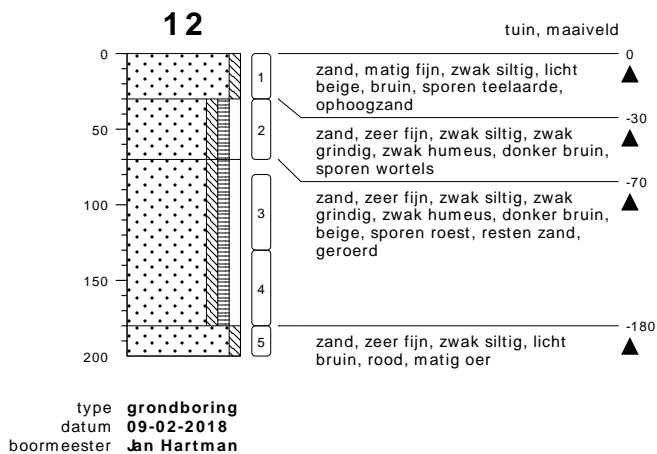 12
tuin, maaiveld
0
0
1
zand, matig fijn, zwak siltig, licht
beige, bruin, sporen teelaarde,
ophoogzand
-30
50
2
zand, zeer fijn, zwak siltig, zwak
grindig, zwak humeus, donker bruin,
sporen wortels
-70
100
3
zand, zeer fijn, zwak siltig, zwak
grindig, zwak humeus, donker bruin,
beige, sporen roest, resten zand,
geroerd
150
4
-180
200
5
zand, zeer fijn, zwak siltig, licht
bruin, rood, matig oer
type grondboring
datum 09-02-2018
boormeester Jan Hartman